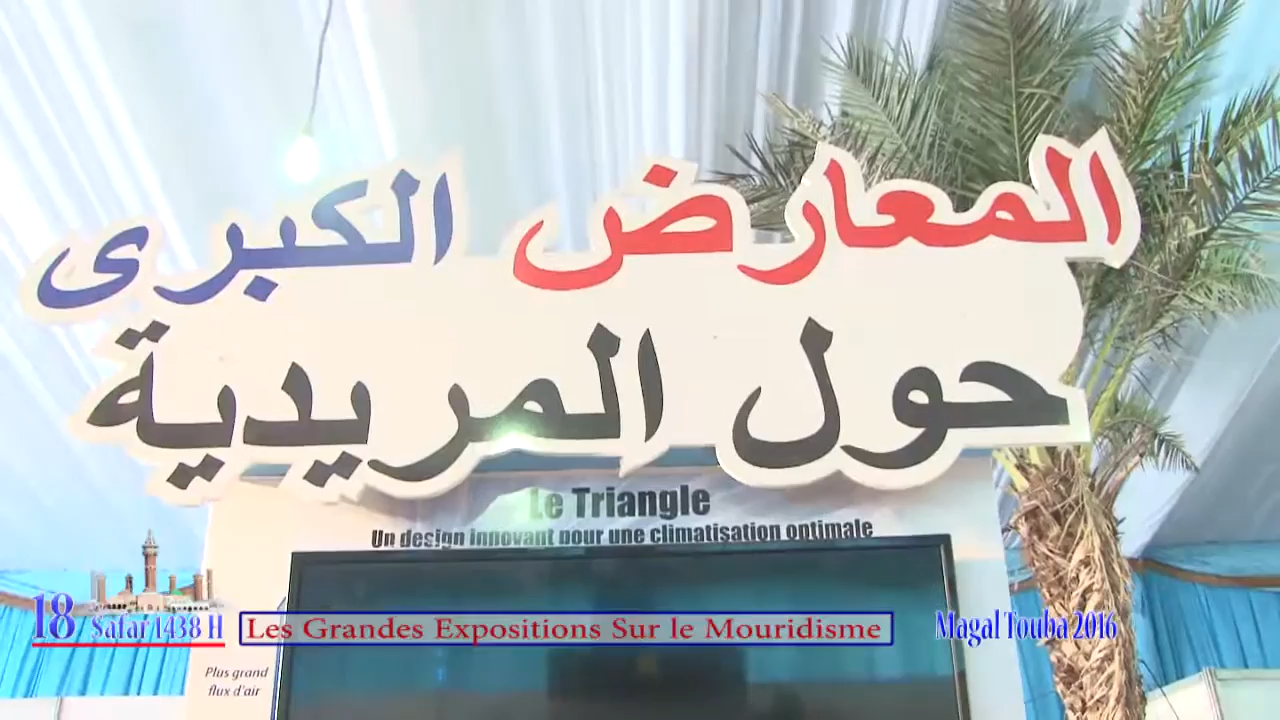 المعارض الكبرى
حول المريدية
Le Triangle
Un design innovant pour une climatisation optimale
18 Safar 1438 H
Les Grandes Expositions Sur le Mouridisme
Magal Touba 2016
Plus grand
flux d'air